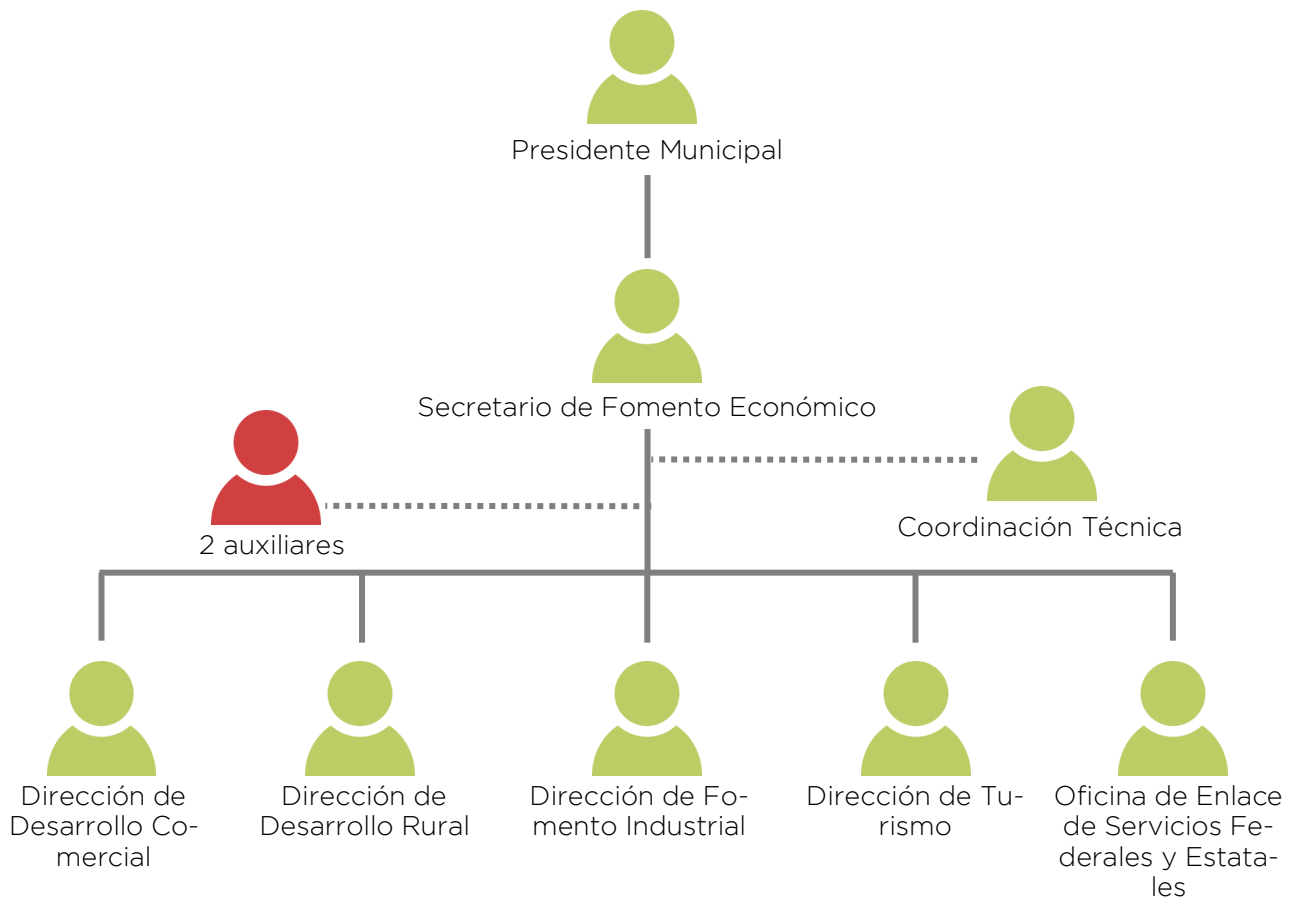 Presidente Municipal
Secretario de Fomento Económico
2 auxiliares
Coordinación Técnica
Dirección de
Desarrollo Co-
mercial
Dirección de
Desarrollo Rural
Dirección de Fo-
mento Industrial
Dirección de Tu-
rismo
Oficina de Enlace
de Servicios Fe-
derales y Estata-
les